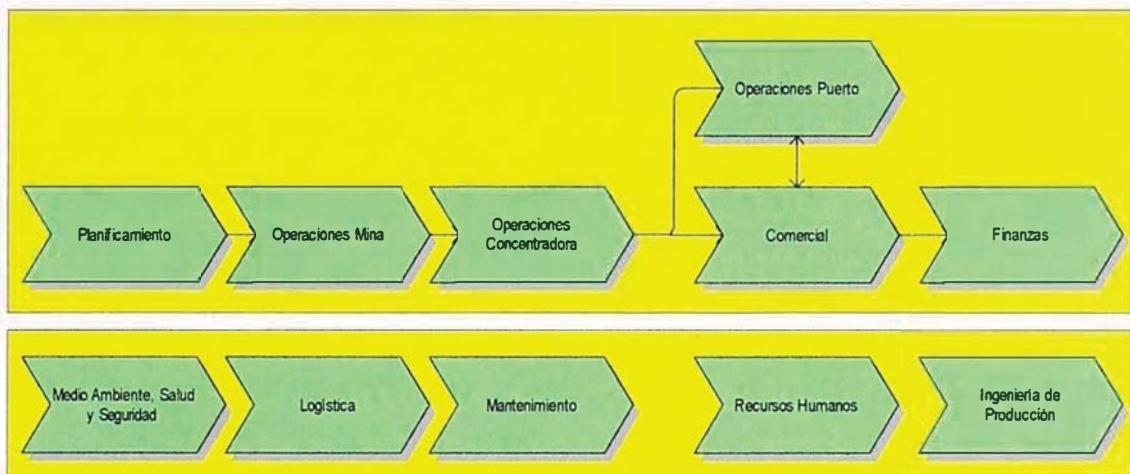 Operaciones Puerto
Planificamiento
Operaciones Mina
Operaciones
Concentradora
Comercial
Finanzas
Medio Ambiente, Salud
y Seguridad
Logística
Mantenimiento
Recursos Humanos
Ingeniería de
Producción